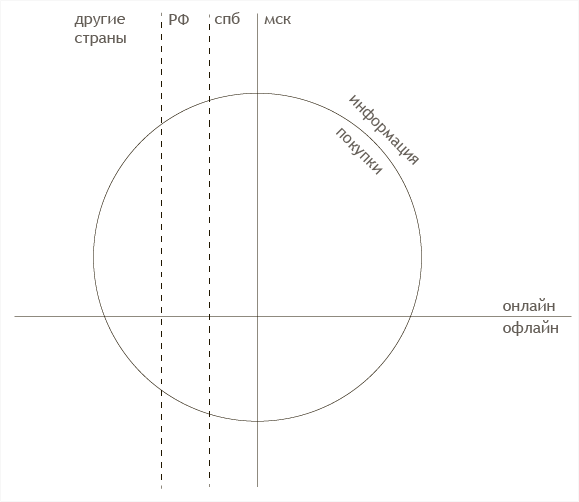 другие
страны
РФ
спб
мск
информация
покупки
онлайн
офлайн